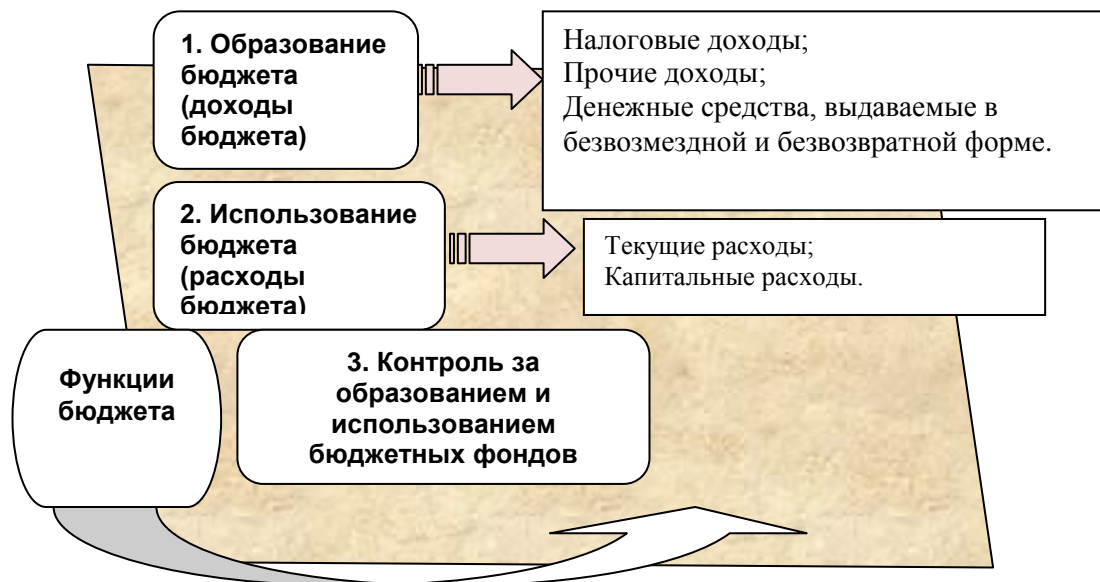 1. Образование
бюджета
(доходы
бюджета)
Налоговые доходы;
Прочие доходы;
Денежные средства, выдаваемые в
безвозмездной и безвозвратной форме.
2. Использование
бюджета
(расходы
бюджета)
Текущие расходы;
Капитальные расходы.
Функции
бюджета
3. Контроль за
образованием и
использованием
бюджетных фондов